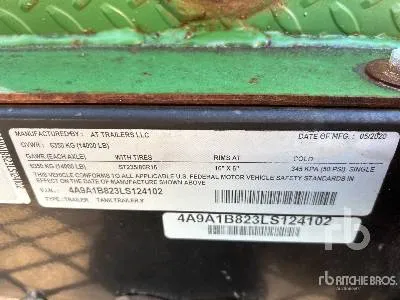 MANUFACTURED BY: AT TRAILERS LLC DATE OF MFG.: 05/2020
GVWR: 6350 KG (14000 LB)
GAWR (EACH AXLE) WITH TIRES RIMS AT COLD
6350 KG (14000 LB) ST235/80R16 16" X 6" 345 KPA (50 PSI) SINGLE
THIS VEHICLE CONFORMS TO ALL APPLICABLE U.S. FEDERAL MOTOR VEHICLE SAFETY STANDARDS IN
EFFECT ON THE DATE OF MANUFACTURE SHOWN ABOVE
V.I.N.: 4A9A1B823LS124102
TYPE: TRAILER
4A9A1B823LS124102
rb RITCHIE BROS.